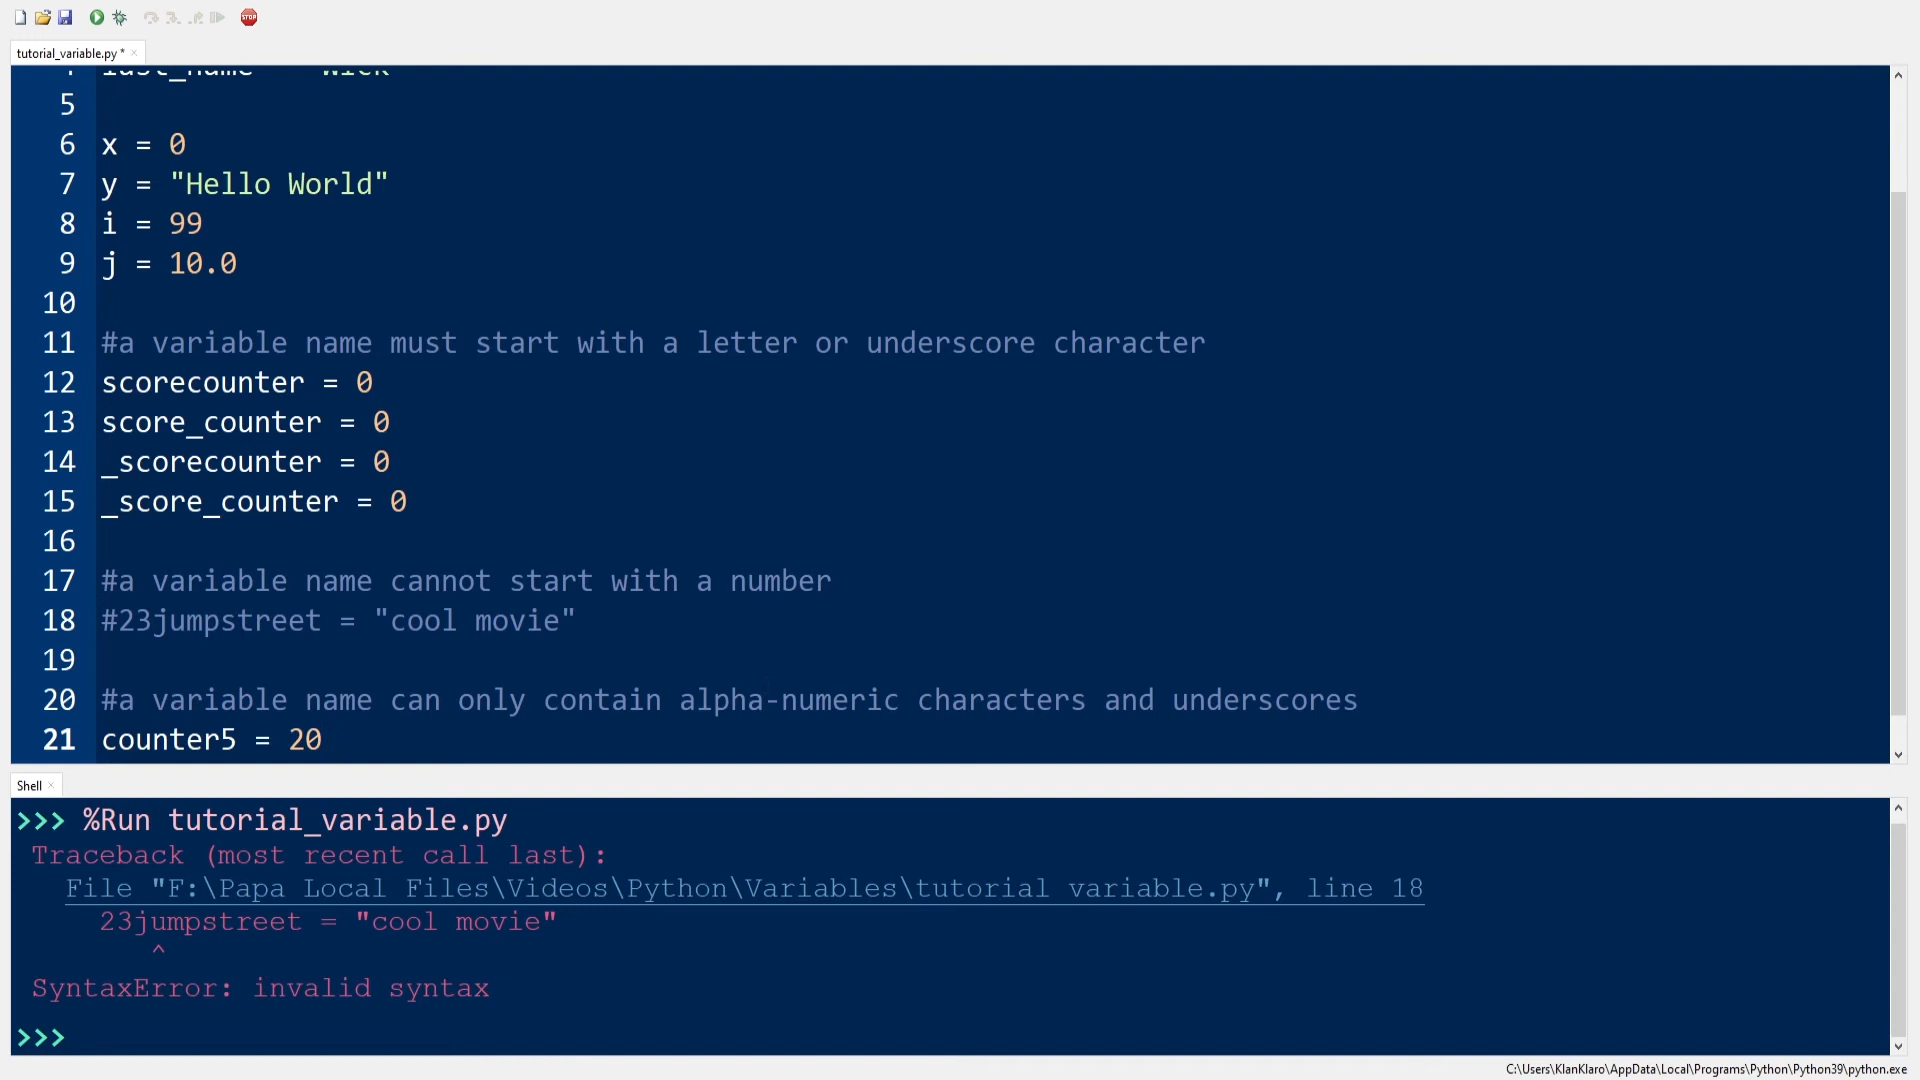 STOP
tutorial_variable.py *
4 last_name "Wick"
5
6 x = 0
7 y = "Hello World"
8 i = 99
9 j = 10.0
10
11 #a variable name must start with a letter or underscore character
12 scorecounter = 0
13 score_counter = 0
14 _scorecounter = 0
15 _score_counter = 0
16
17 #a variable name cannot start with a number
18 #23jumpstreet = "cool movie"
19
20 #a variable name can only contain alpha-numeric characters and underscores
21 counter5 = 20
Shell
>>> %Run tutorial_variable.py
Traceback (most recent call last):
File "F:\Papa Local Files\Videos\Python\Variables\tutorial_variable.py", line 18
23jumpstreet = "cool movie"
^
SyntaxError: invalid syntax
>>>
C:\Users\KlanKlaro\AppData\Local\Programs\Python\Python39\python.exe